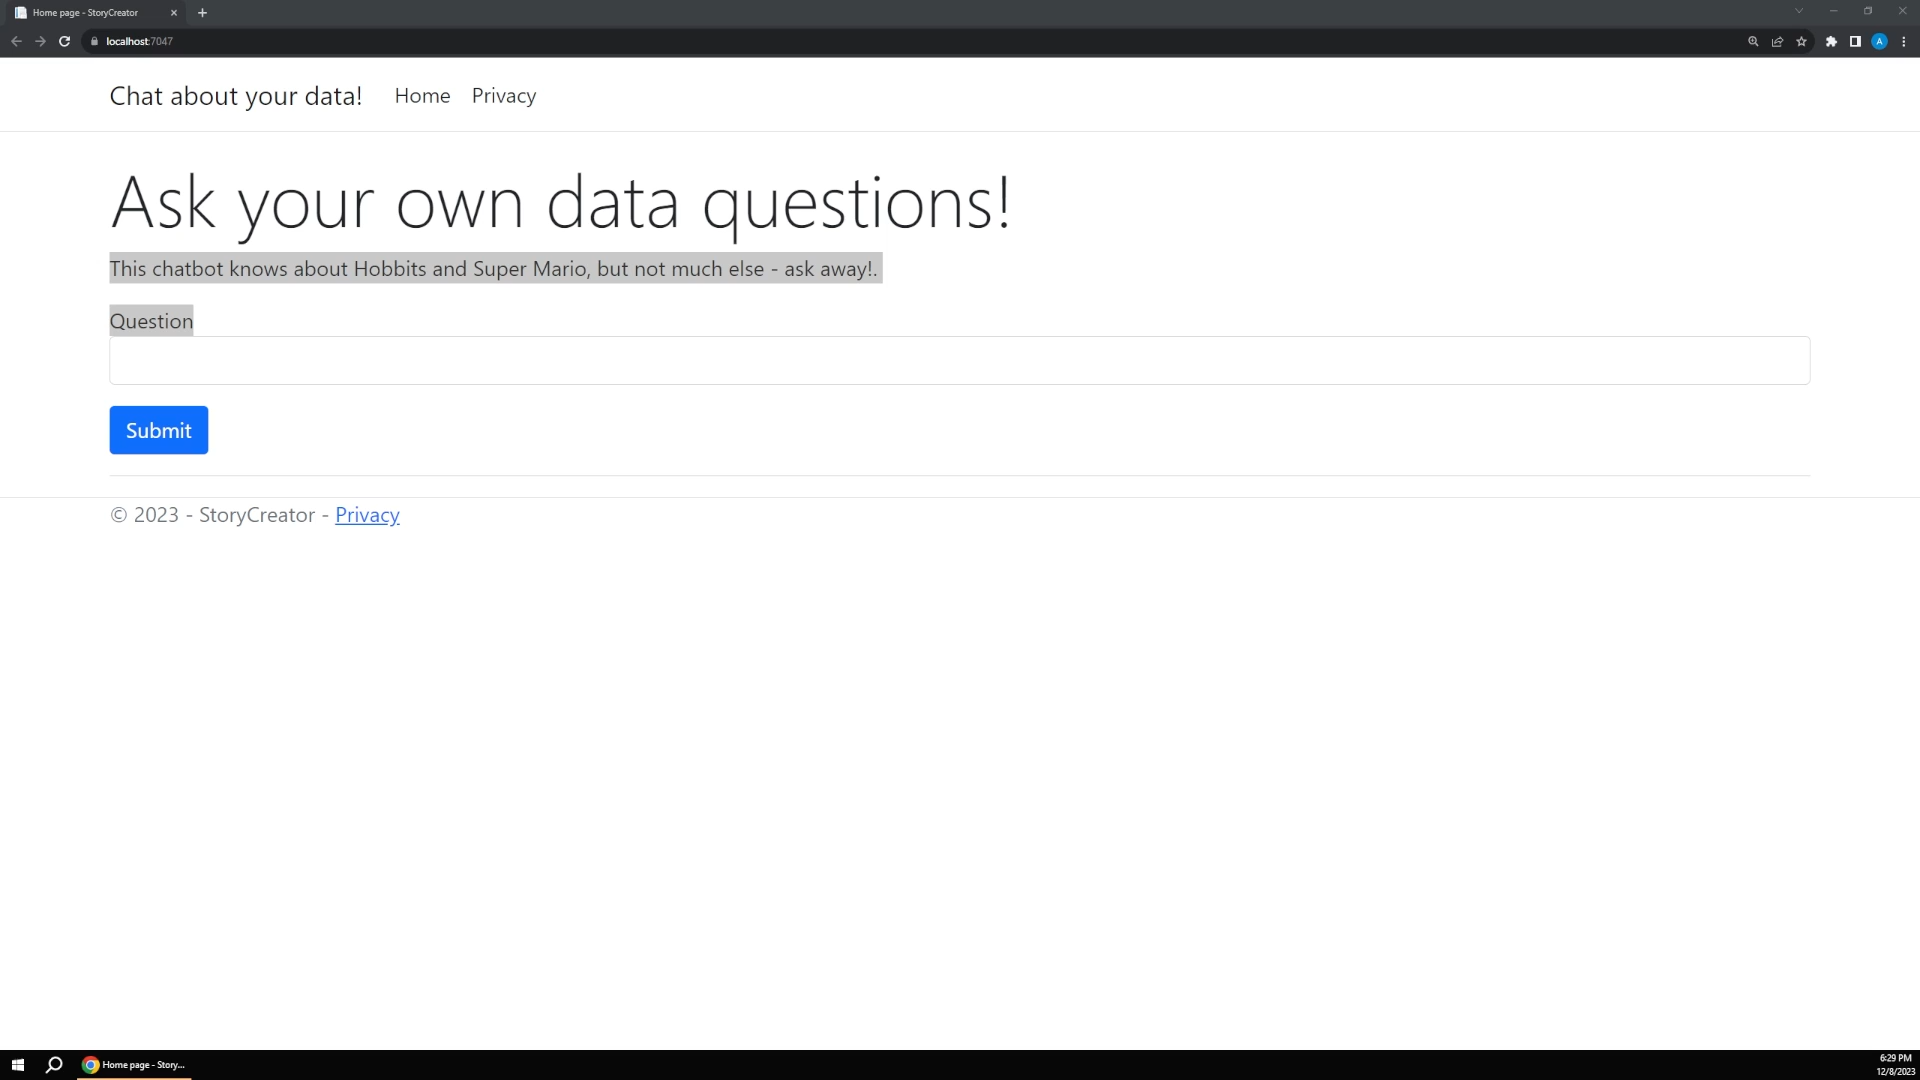 Home page - StoryCreator
localhost:7047
A
Chat about your data! Home Privacy
Ask your own data questions!
This chatbot knows about Hobbits and Super Mario, but not much else - ask away!.
Question
Submit
© 2023 - StoryCreator - Privacy
Home page - Story...
6:29 PM
12/8/2023